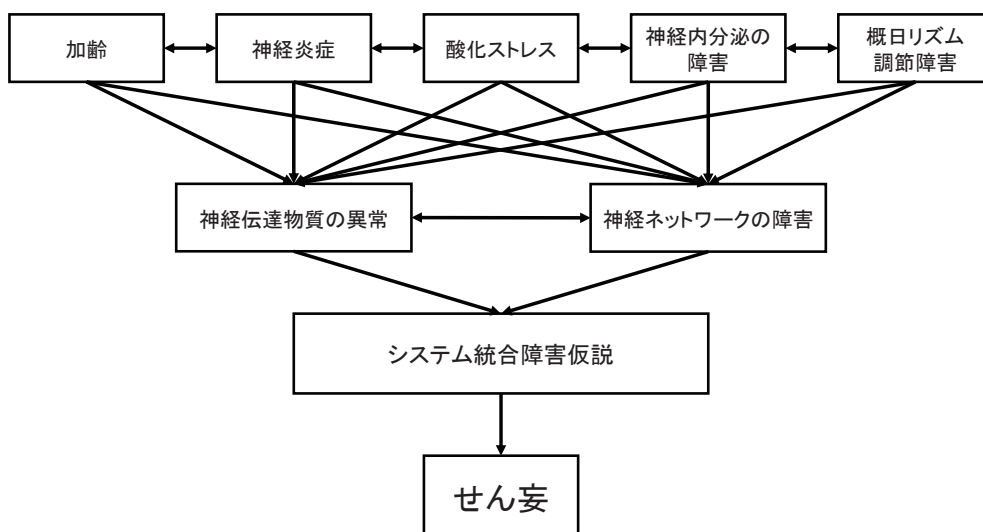 加齢
神経炎症
酸化ストレス
神経内分泌の
障害
概日リズム
調節障害
神経伝達物質の異常
神経ネットワークの障害
システム統合障害仮説
せん妄